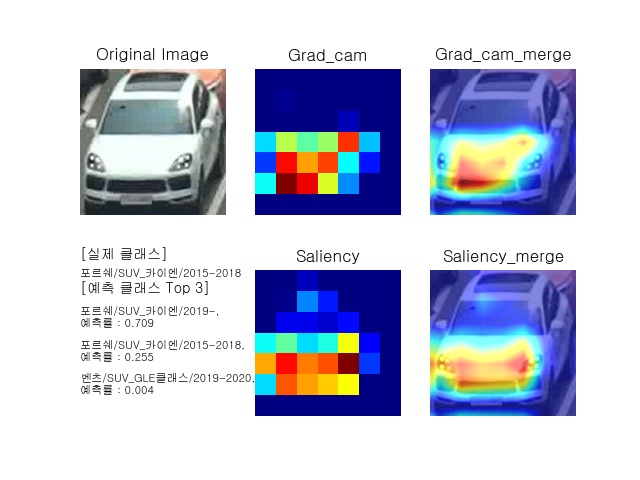 Original Image
Grad_cam
Grad_cam_merge
[실제 클래스]
포르쉐/SUV_카이엔/2015-2018
[예측 클래스 Top 3]
포르쉐/SUV_카이엔/2019-,
예측률 : 0.709
포르쉐/SUV_카이엔/2015-2018,
예측률 : 0.255
벤츠/SUV_GLE클래스/2019-2020,
예측률 : 0.004
Saliency
Saliency_merge